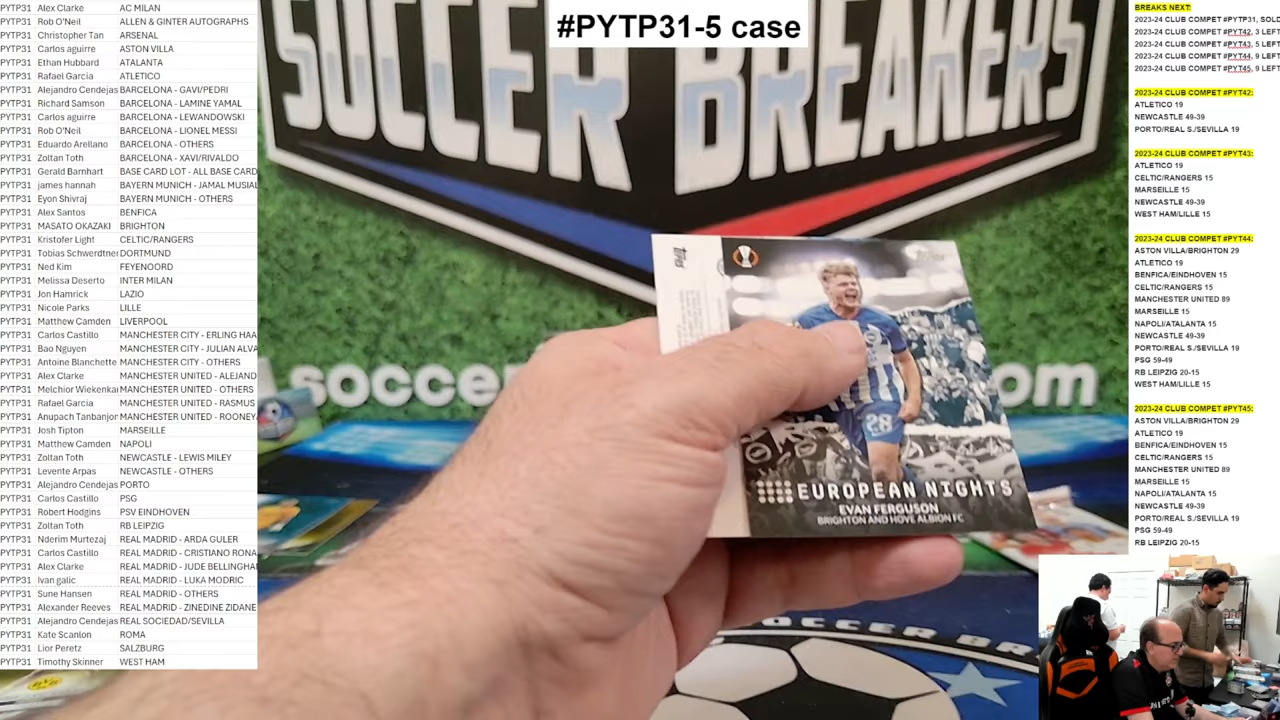 #PYTP31-5 case
SOCCER BREAKERS
PYTP31 Alex Clarke AC MILAN
PYTP31 Rob O'Neil ALLEN & GINTER AUTOGRAPHS
PYTP31 Christopher Tan ARSENAL
PYTP31 Carlos aguirre ASTON VILLA
PYTP31 Ethan Hubbard ATALANTA
PYTP31 Rafael Garcia ATLETICO
PYTP31 Alejandro Cendejas BARCELONA - GAVI/PEDRI
PYTP31 Richard Samson BARCELONA - LAMINE YAMAL
PYTP31 Carlos aguirre BARCELONA - LEWANDOWSKI
PYTP31 Rob O'Neil BARCELONA - LIONEL MESSI
PYTP31 Eduardo Arellano BARCELONA - OTHERS
PYTP31 Zoltan Toth BARCELONA - XAVI/RIVALDO
PYTP31 Gerald Barnhart BASE CARD LOT - ALL BASE CARD
PYTP31 james hannah BAYERN MUNICH - JAMAL MUSIAL
PYTP31 Eyon Shivraj BAYERN MUNICH - OTHERS
PYTP31 Alex Santos BENFICA
PYTP31 MASATO OKAZAKI BRIGHTON
PYTP31 Kristofer Light CELTIC/RANGERS
PYTP31 Tobias Schwerdtner DORTMUND
PYTP31 Ned Kim FEYENOORD
PYTP31 Melissa Deserto INTER MILAN
PYTP31 Jon Hamrick LAZIO
PYTP31 Nicole Parks LILLE
PYTP31 Matthew Camden LIVERPOOL
PYTP31 Carlos Castillo MANCHESTER CITY - ERLING HAA
PYTP31 Bao Nguyen MANCHESTER CITY - JULIAN ALVA
PYTP31 Antoine Blanchette MANCHESTER CITY - OTHERS
PYTP31 Alex Clarke MANCHESTER UNITED - ALEJAND
PYTP31 Melchior Wiekenka MANCHESTER UNITED - OTHERS
PYTP31 Rafael Garcia MANCHESTER UNITED - RASMUS
PYTP31 Anupach Tanbanjor MANCHESTER UNITED - ROONEY
PYTP31 Josh Tipton MARSEILLE
PYTP31 Matthew Camden NAPOLI
PYTP31 Zoltan Toth NEWCASTLE - LEWIS MILEY
PYTP31 Levente Arpas NEWCASTLE - OTHERS
PYTP31 Alejandro Cendejas PORTO
PYTP31 Carlos Castillo PSG
PYTP31 Robert Hodgins PSV EINDHOVEN
PYTP31 Zoltan Toth RB LEIPZIG
PYTP31 Nderim Murtezaj REAL MADRID - ARDA GULER
PYTP31 Carlos Castillo REAL MADRID - CRISTIANO RONA
PYTP31 Alex Clarke REAL MADRID - JUDE BELLINGHA
PYTP31 Ivan galic REAL MADRID - LUKA MODRIC
PYTP31 Sune Hansen REAL MADRID - OTHERS
PYTP31 Alexander Reeves REAL MADRID - ZINEDINE ZIDANE
PYTP31 Alejandro Cendejas REAL SOCIEDAD/SEVILLA
PYTP31 Kate Scanlon ROMA
PYTP31 Lior Peretz SALZBURG
PYTP31 Timothy Skinner WEST HAM
soccer
om
28
EUROPEAN NIGHTS
EVAN FERGUSON
BRIGHTON AND HOVE ALBION FC
SOCCER BR
BREAKS NEXT:
2023-24 CLUB COMPET #PYTP31, SOLD
2023-24 CLUB COMPET #PYT42, 3 LEFT
2023-24 CLUB COMPET #PYT43, 5 LEFT
2023-24 CLUB COMPET #PYT44, 9 LEFT
2023-24 CLUB COMPET #PYT45, 9 LEFT
2023-24 CLUB COMPET #PYT42:
ATLETICO 19
NEWCASTLE 49-39
PORTO/REAL S./SEVILLA 19
2023-24 CLUB COMPET #PYT43:
ATLETICO 19
CELTIC/RANGERS 15
MARSEILLE 15
NEWCASTLE 49-39
WEST HAM/LILLE 15
2023-24 CLUB COMPET #PYT44:
ASTON VILLA/BRIGHTON 29
ATLETICO 19
BENFICA/EINDHOVEN 15
CELTIC/RANGERS 15
MANCHESTER UNITED 89
MARSEILLE 15
NAPOLI/ATALANTA 15
NEWCASTLE 49-39
PORTO/REAL S./SEVILLA 19
PSG 59-49
RB LEIPZIG 20-15
WEST HAM/LILLE 15
2023-24 CLUB COMPET #PYT45:
ASTON VILLA/BRIGHTON 29
ATLETICO 19
BENFICA/EINDHOVEN 15
CELTIC/RANGERS 15
MANCHESTER UNITED 89
MARSEILLE 15
NAPOLI/ATALANTA 15
NEWCASTLE 49-39
PORTO/REAL S./SEVILLA 19
PSG 59-49
RB LEIPZIG 20-15